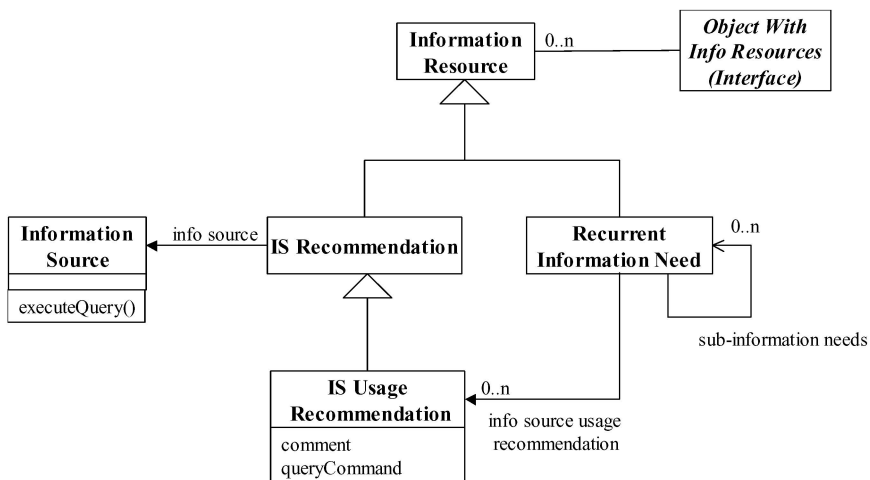 Information
Resource
0..n
Object With
Info Resources
(Interface)
Information
Source
executeQuery()
info source
IS Recommendation
Recurrent
Information Need
0..n
sub-information needs
IS Usage
Recommendation
comment
queryCommand
0..n
info source usage
recommendation